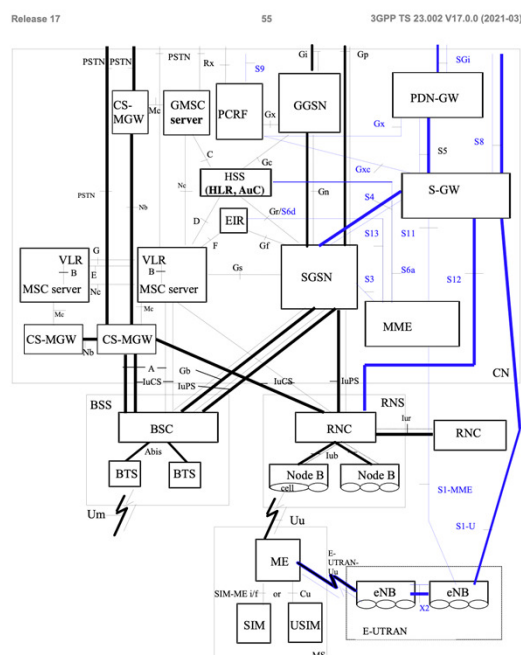 Release 17 55 3GPP TS 23.002 V17.0.0 (2021-03)
PSTN PSTN PSTN Rx S9 Gi Gp SGi
CS-MGW
Mc
GMSC server
PCRF
Gx
GGSN
PDN-GW
Gx
S5
S8
C
Gc
Gxc
HSS
(HLR, AuC)
S-GW
PSTN
Nb
Nc
Gn
S4
D
EIR
Gr/S6d
S13
S11
F
Gf
G
B
E
Nc
VLR
MSC server
VLR
B
MSC server
Gs
SGSN
S3
S6a
S12
Mc
Mc
MME
CS-MGW
Nb
CS-MGW
A
Gb
IuCS
IuPS
IuCS
IuPS
CN
BSS
RNS
BSC
RNC
Iur
RNC
Abis
Iub
BTS
BTS
Node B
cell
Node B
S1-MME
Um
Uu
S1-U
E-UTRAN-Uu
ME
SIM-ME i/f or Cu
eNB
X2
eNB
SIM
USIM
E-UTRAN
MS